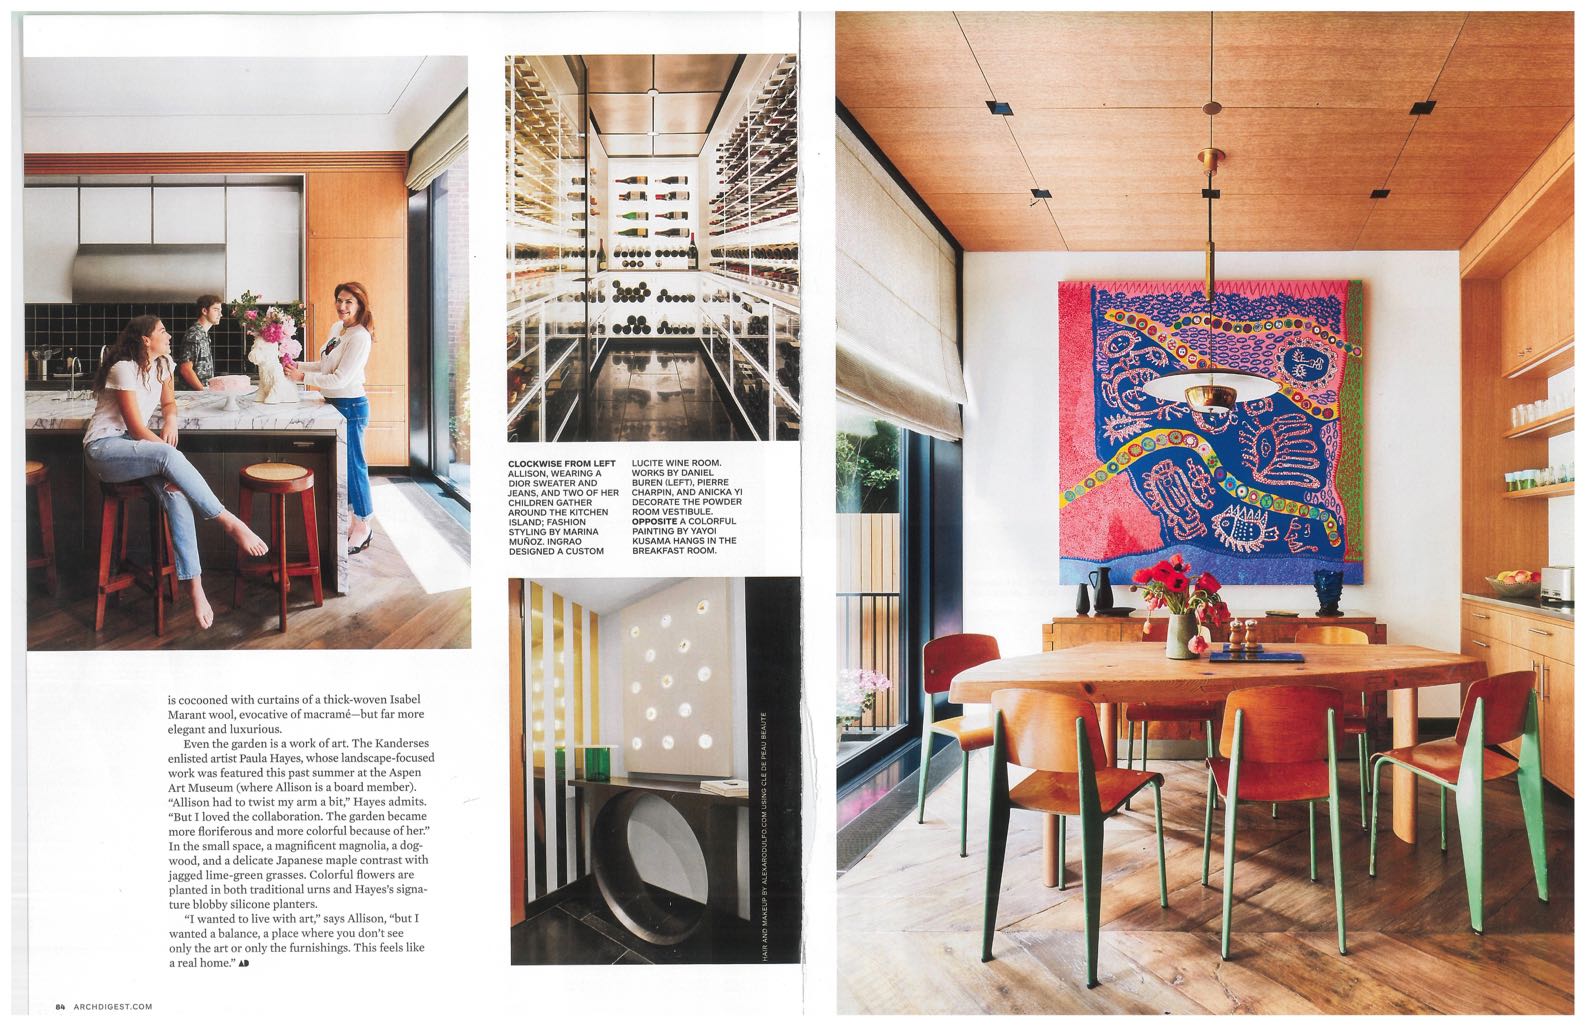 CLOCKWISE FROM LEFT
ALLISON, WEARING A
DIOR SWEATER AND
JEANS, AND TWO OF HER
CHILDREN GATHER
AROUND THE KITCHEN
ISLAND; FASHION
STYLING BY MARINA
MUÑOZ. INGRAO
DESIGNED A CUSTOM
LUCITE WINE ROOM.
WORKS BY DANIEL
BUREN (LEFT), PIERRE
CHARPIN, AND ANICKA YI
DECORATE THE POWDER
ROOM VESTIBULE.
OPPOSITE A COLORFUL
PAINTING BY YAYOI
KUSAMA HANGS IN THE
BREAKFAST ROOM.
is cocooned with curtains of a thick-woven Isabel
Marant wool, evocative of macramé—but far more
elegant and luxurious.
Even the garden is a work of art. The Kanderses
enlisted artist Paula Hayes, whose landscape-focused
work was featured this past summer at the Aspen
Art Museum (where Allison is a board member).
“Allison had to twist my arm a bit,” Hayes admits.
“But I loved the collaboration. The garden became
more floriferous and more colorful because of her.”
In the small space, a magnificent magnolia, a dog-
wood, and a delicate Japanese maple contrast with
jagged lime-green grasses. Colorful flowers are
planted in both traditional urns and Hayes’s signa-
ture blobby silicone planters.
“I wanted to live with art,” says Allison, “but I
wanted a balance, a place where you don’t see
only the art or only the furnishings. This feels like
a real home.” AD
HAIR AND MAKEUP BY ALEXARODULFO.COM USING CLÉ DE PEAU BEAUTÉ
84 ARCHDIGEST.COM